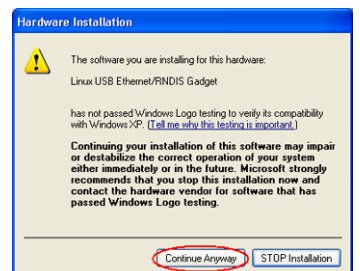 Hardware Installation
The software you are installing for this hardware:
Linux USB Ethernet/RNDIS Gadget
has not passed Windows Logo testing to verify its compatibility
with Windows XP. (Tell me why this testing is important.)
Continuing your installation of this software may impair
or destabilize the correct operation of your system
either immediately or in the future. Microsoft strongly
recommends that you stop this installation now and
contact the hardware vendor for software that has
passed Windows Logo testing.
Continue Anyway
STOP Installation